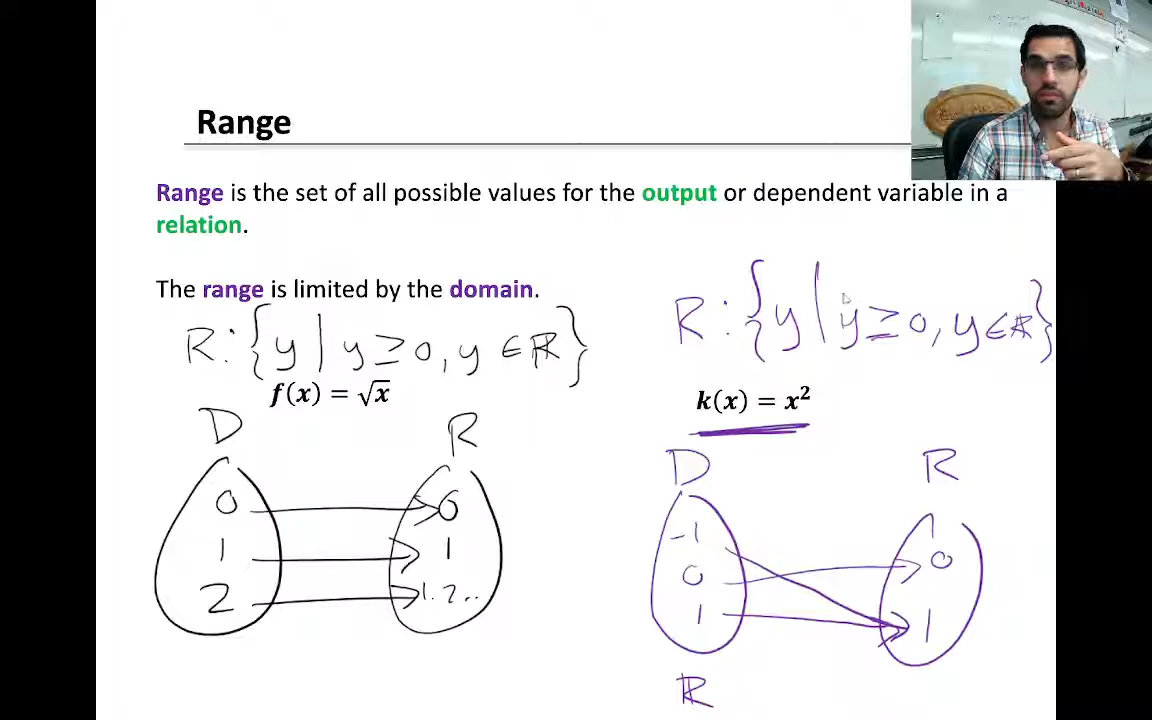 Range
Range is the set of all possible values for the output or dependent variable in a
relation.
The range is limited by the domain.
R: {y | y ≥ 0, y ∈ ℝ}
f(x) = √x
D R
0 0
1 1
2 1.2..
R: {y | y ≥ 0, y ∈ ℝ}
k(x) = x²
D R
-1
0 0
1 1
ℝ